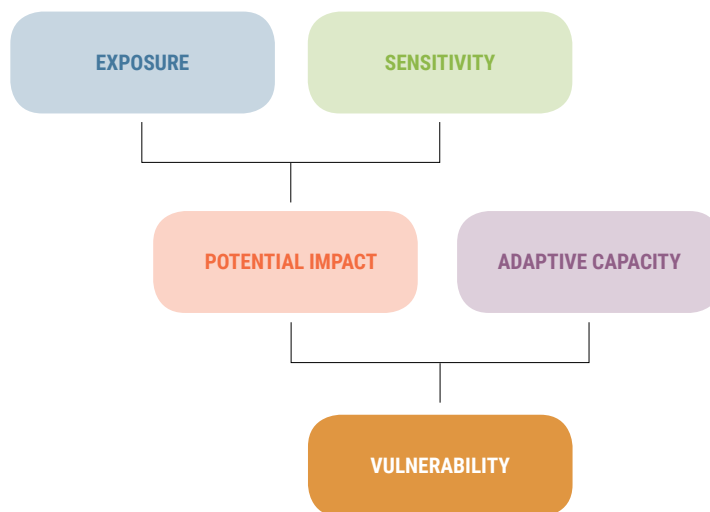 EXPOSURE
SENSITIVITY
POTENTIAL IMPACT
ADAPTIVE CAPACITY
VULNERABILITY